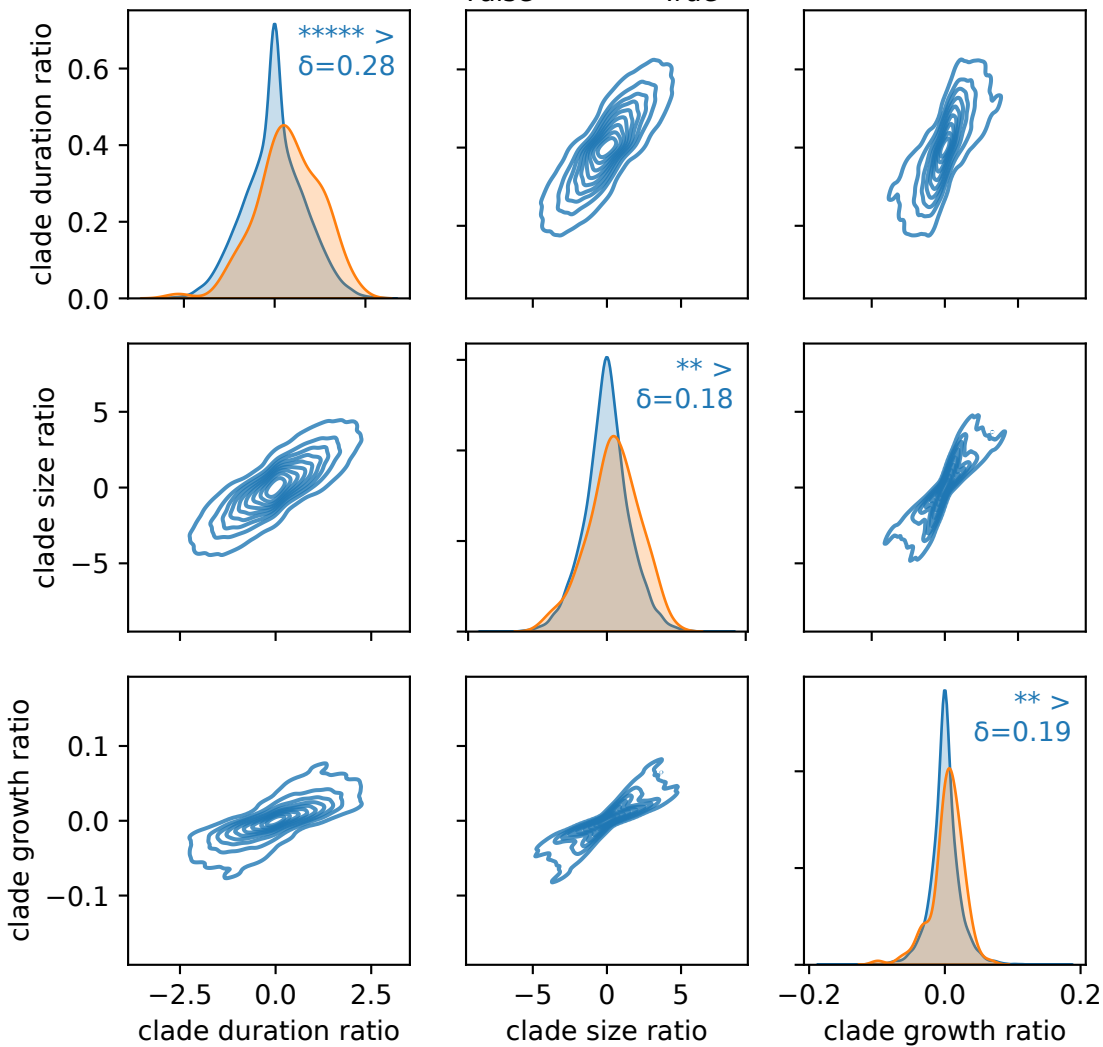 ***** >
δ=0.28
clade duration ratio
0.6
0.4
0.2
0.0
** >
δ=0.18
clade size ratio
5
0
−5
** >
δ=0.19
clade growth ratio
0.1
0.0
−0.1
−2.5 0.0 2.5
−5 0 5
−0.2 0.0 0.2
clade duration ratio
clade size ratio
clade growth ratio